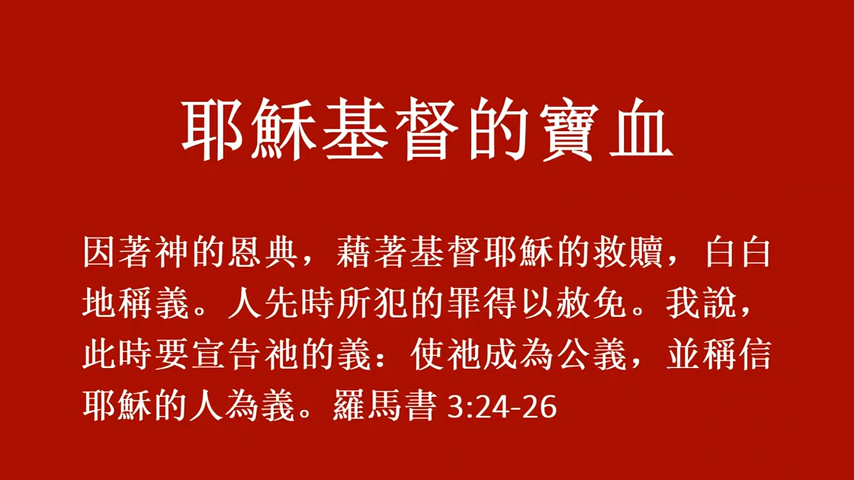 耶穌基督的寶血
因著神的恩典，藉著基督耶穌的救贖，白白
地稱義。人先時所犯的罪得以赦免。我說，
此時要宣告祂的義：使祂成為公義，並稱信
耶穌的人為義。羅馬書 3:24-26